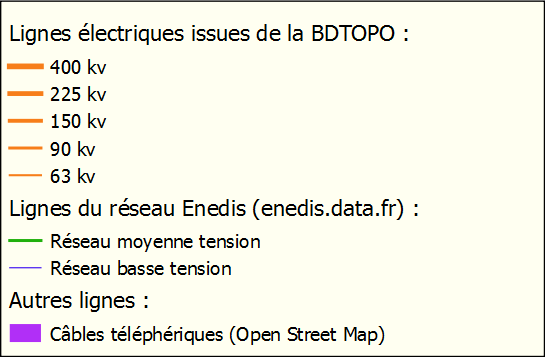 Lignes électriques issues de la BDTOPO :
400 kv
225 kv
150 kv
90 kv
63 kv
Lignes du réseau Enedis (enedis.data.fr) :
Réseau moyenne tension
Réseau basse tension
Autres lignes :
Câbles téléphériques (Open Street Map)